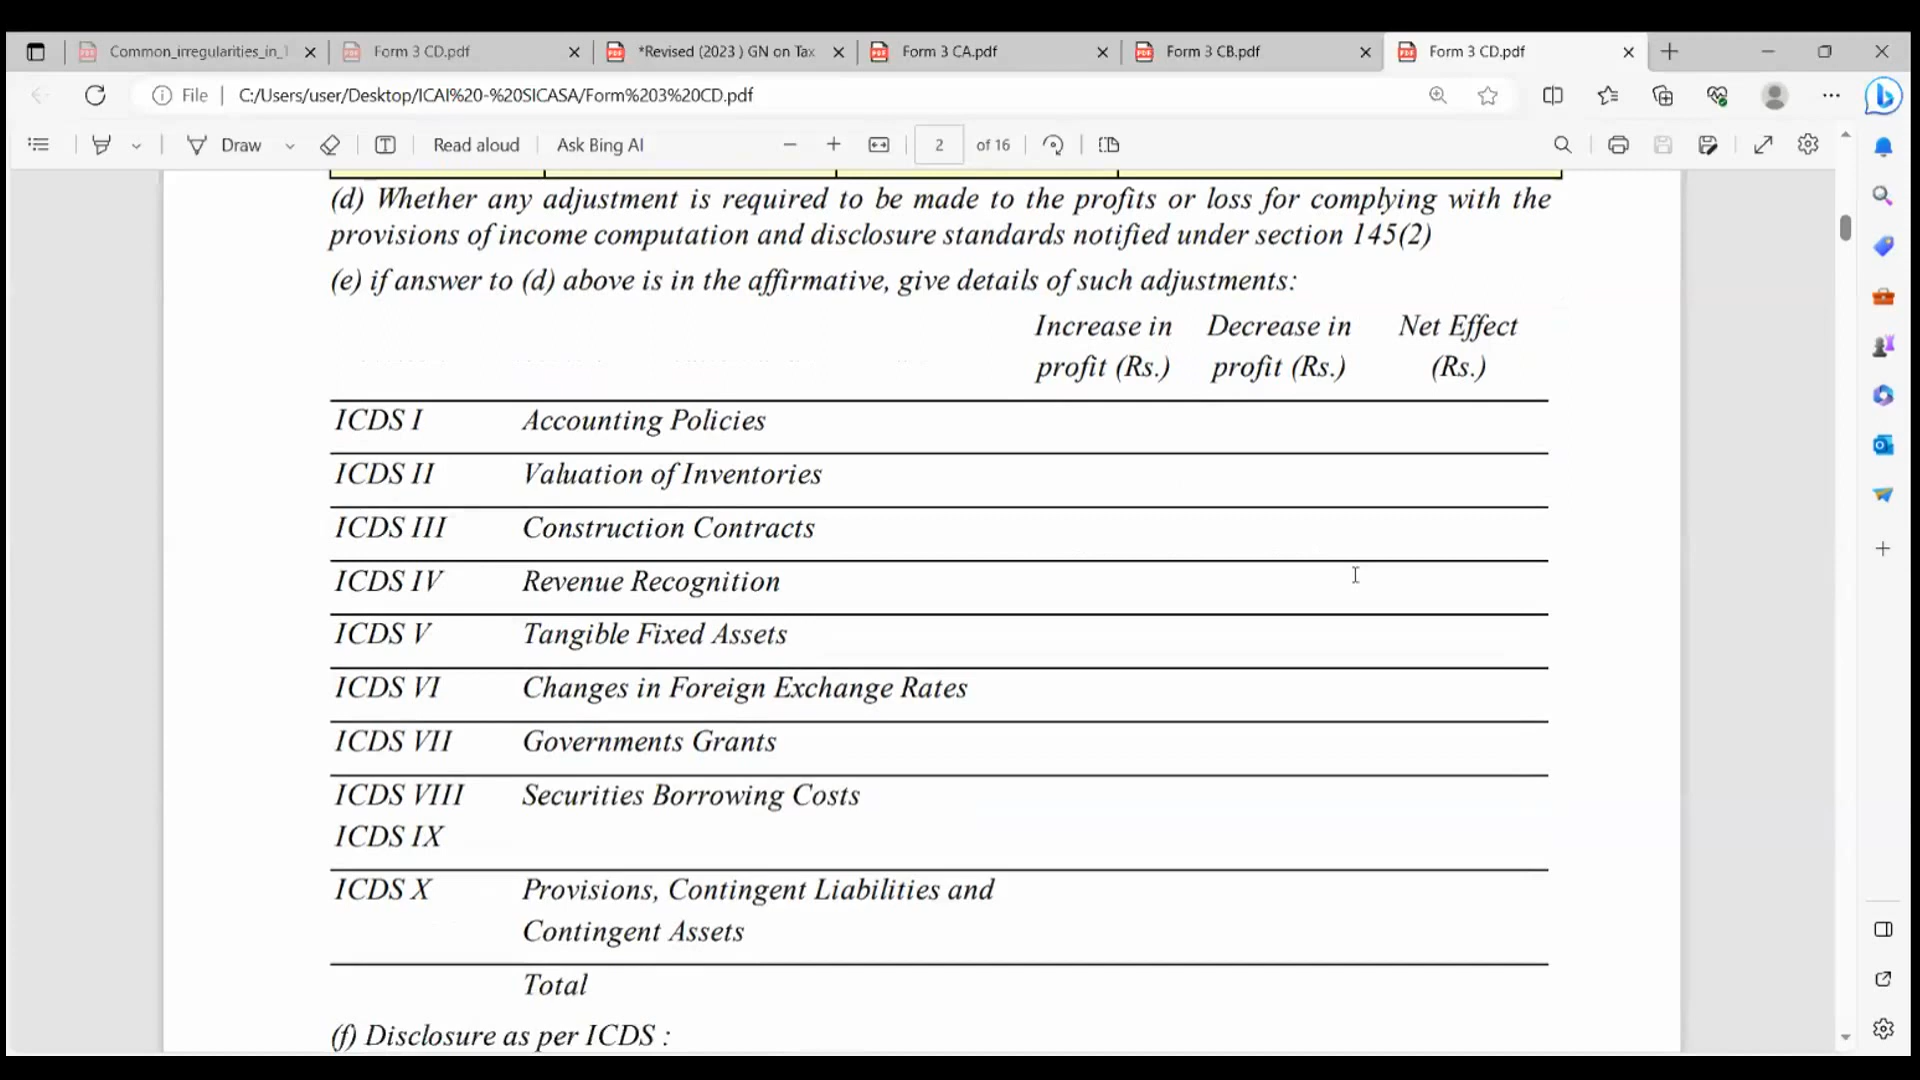 Common_irregularities_in_T
Form 3 CD.pdf
*Revised (2023 ) GN on Tax
Form 3 CA.pdf
Form 3 CB.pdf
Form 3 CD.pdf
File C:/Users/user/Desktop/ICAI%20-%20SICASA/Form%203%20CD.pdf
Draw Read aloud Ask Bing AI 2 of 16
(d) Whether any adjustment is required to be made to the profits or loss for complying with the
provisions of income computation and disclosure standards notified under section 145(2)
(e) if answer to (d) above is in the affirmative, give details of such adjustments:
Increase in Decrease in Net Effect
profit (Rs.) profit (Rs.) (Rs.)
ICDS I Accounting Policies
ICDS II Valuation of Inventories
ICDS III Construction Contracts
ICDS IV Revenue Recognition
ICDS V Tangible Fixed Assets
ICDS VI Changes in Foreign Exchange Rates
ICDS VII Governments Grants
ICDS VIII Securities Borrowing Costs
ICDS IX
ICDS X Provisions, Contingent Liabilities and
Contingent Assets
Total
(f) Disclosure as per ICDS :